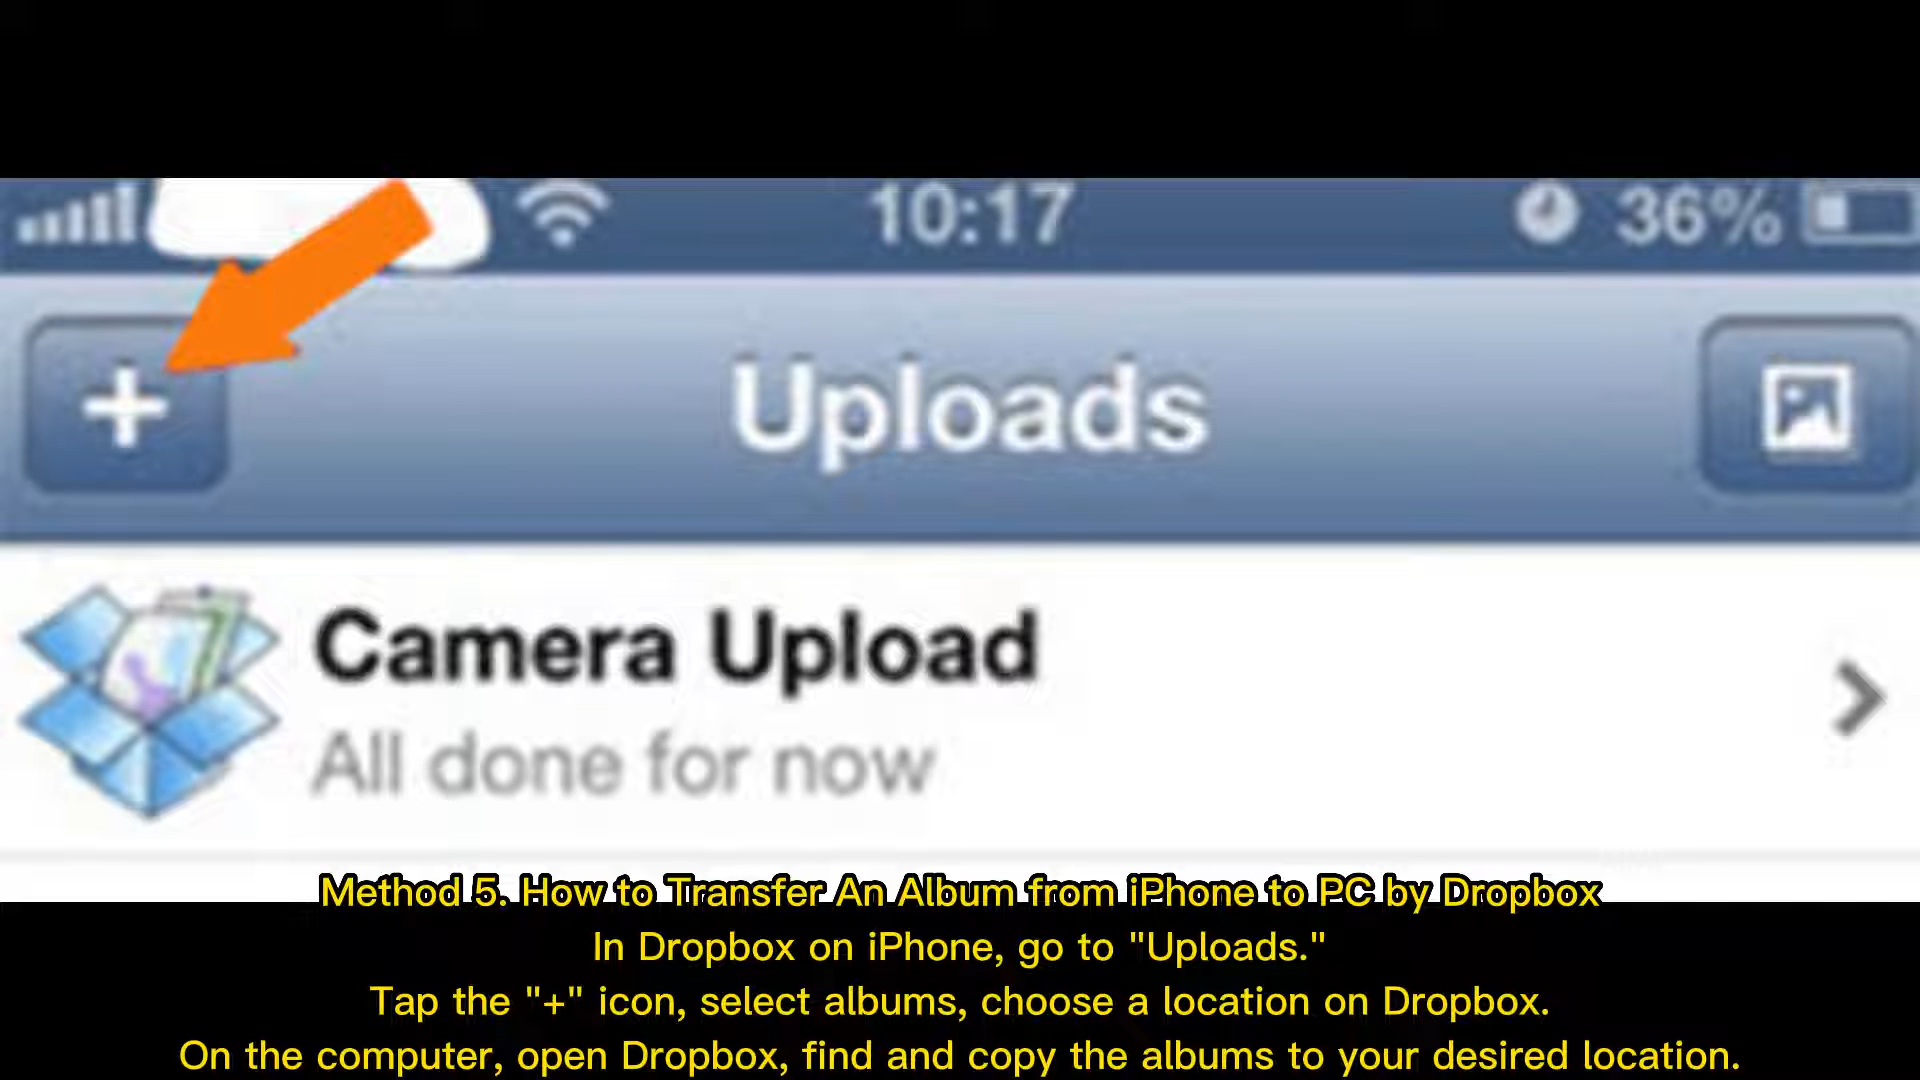 10:17 36%
Uploads
Camera Upload
All done for now
Method 5. How to Transfer An Album from iPhone to PC by Dropbox
In Dropbox on iPhone, go to "Uploads."
Tap the "+" icon, select albums, choose a location on Dropbox.
On the computer, open Dropbox, find and copy the albums to your desired location.